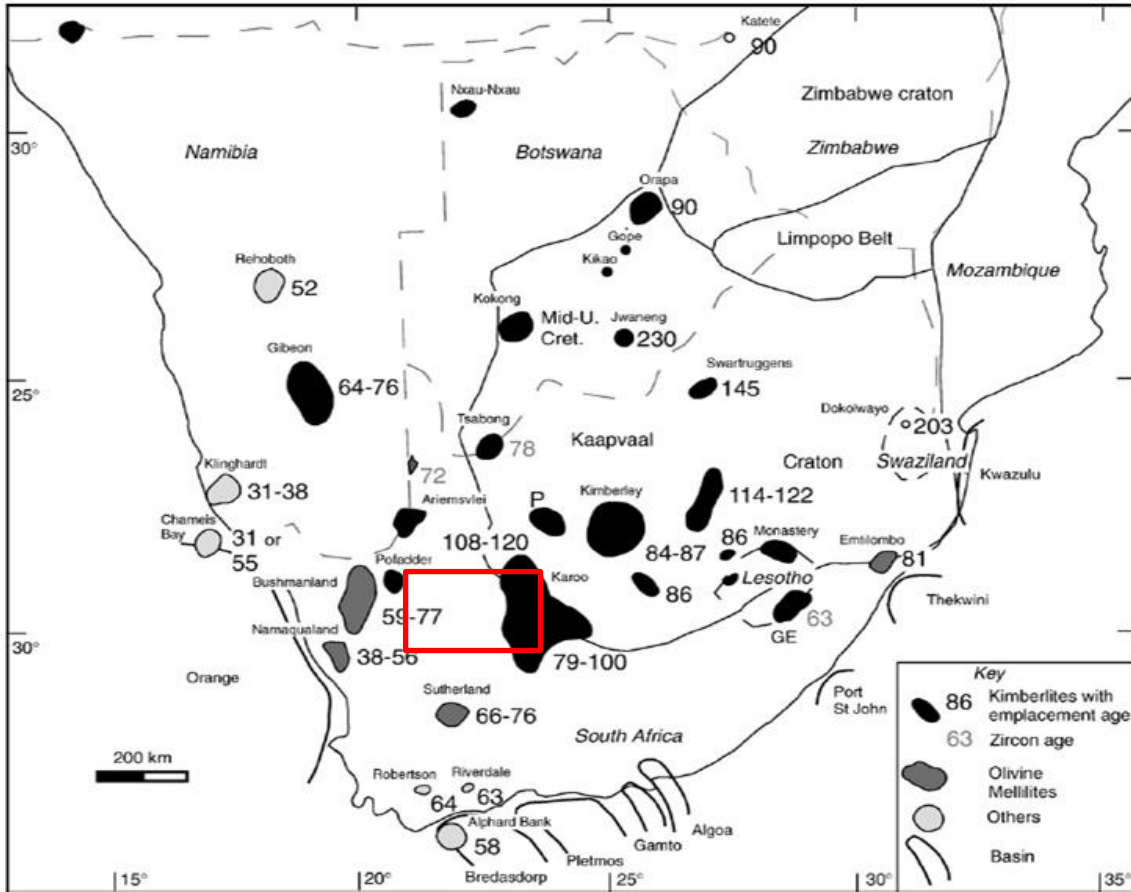 Katete
90
Nxau-Nxau
Zimbabwe craton
30°
Namibia
Botswana
Zimbabwe
Orapa
90
Gope
Limpopo Belt
Kikao
Rehoboth
52
Mozambique
Kokong
Mid-U.
Cret.
Jwaneng
230
Gibeon
64-76
Swartruggens
145
25°
Dokolwayo
203
Tsabong
78
Kaapvaal
Craton
Swaziland
Kwazulu
72
Klinghardt
31-38
Ariemsvlei
P
Kimberley
114-122
Chameis
Bay
31 or
55
108-120
84-87
86
Monastery
Emtilombo
81
Pofadder
Karoo
Lesotho
Bushmanland
59-77
86
Thekwini
GE
63
Namaqualand
30°
38-56
79-100
Orange
Sutherland
66-76
Port
St John
South Africa
200 km
Robertson
64
Riverdale
63
Alphard Bank
58
Algoa
Gamto
Pletmos
Bredasdorp
Key
86
Kimberlites with
emplacement age
63
Zircon age
Olivine
Mellilites
Others
Basin
15°
20°
25°
30°
35°